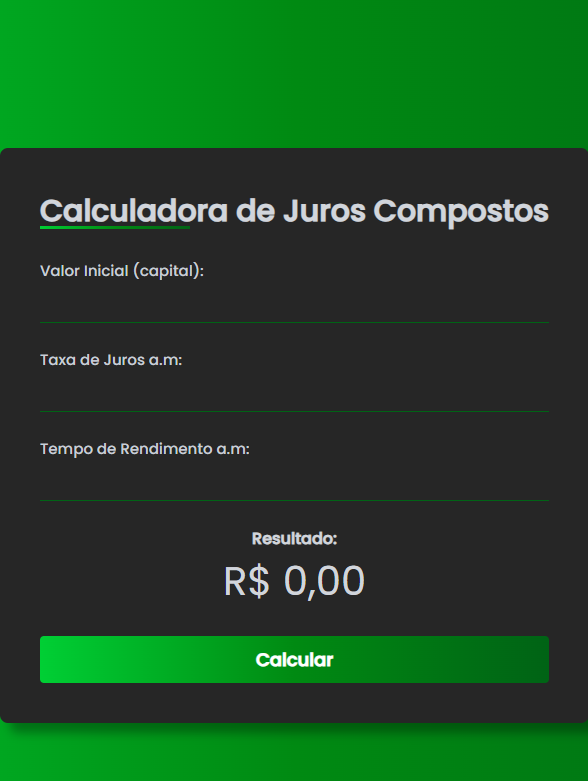 Calculadora de Juros Compostos
Valor Inicial (capital):
Taxa de Juros a.m:
Tempo de Rendimento a.m:
Resultado:
R$ 0,00
Calcular